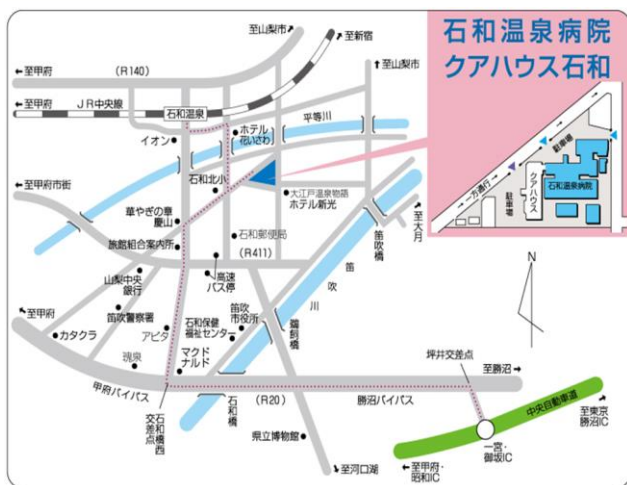 石和温泉病院
クアハウス石和
一方通行
駐車場
駐車場
クアハウス
石和温泉病院
至山梨市
至新宿
至甲府
(R140)
至山梨市
至甲府
JR中央線
石和温泉
平等川
イオン
ホテル
花いさわ
石和北小
大江戸温泉物語
ホテル新光
至甲府市街
華やぎの章
慶山
旅館組合案内所
石和郵便局
(R411)
笛吹橋
至大月
山梨中央
銀行
高速
バス停
笛吹川
N
至甲府
笛吹警察署
カタクラ
アピタ
石和保健
福祉センター
笛吹
市役所
鵜飼橋
瑰泉
マクド
ナルド
坪井交差点
至勝沼
甲府バイパス
石和橋西
交差点
石和橋
(R20)
勝沼バイパス
中央自動車道
至東京
勝沼IC
県立博物館
一宮・
御坂IC
至河口湖
至甲府・
昭和IC